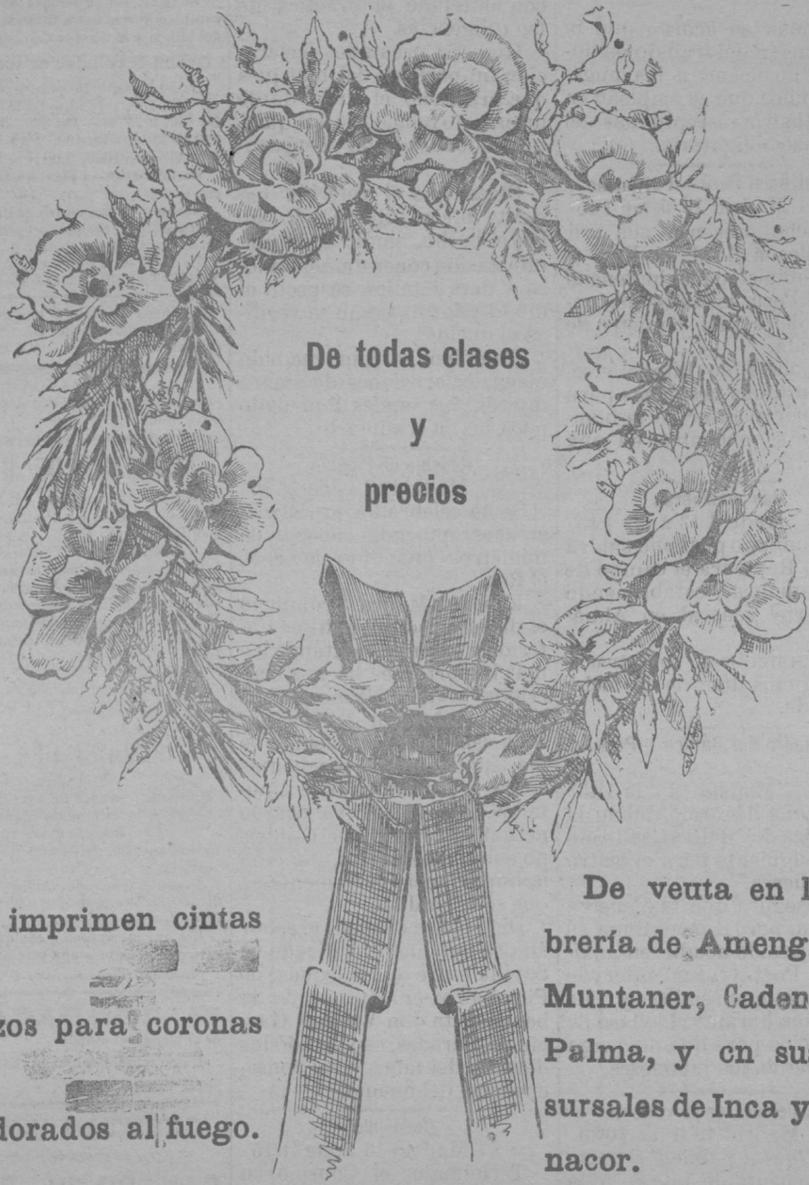 De todas clases
y
precios
imprimen cintas
zos para coronas
dorados al fuego.
De veuta en l
brería de Ameng
Muntaner, Caden
Palma, y cn su
sursales de Inca y
nacor.